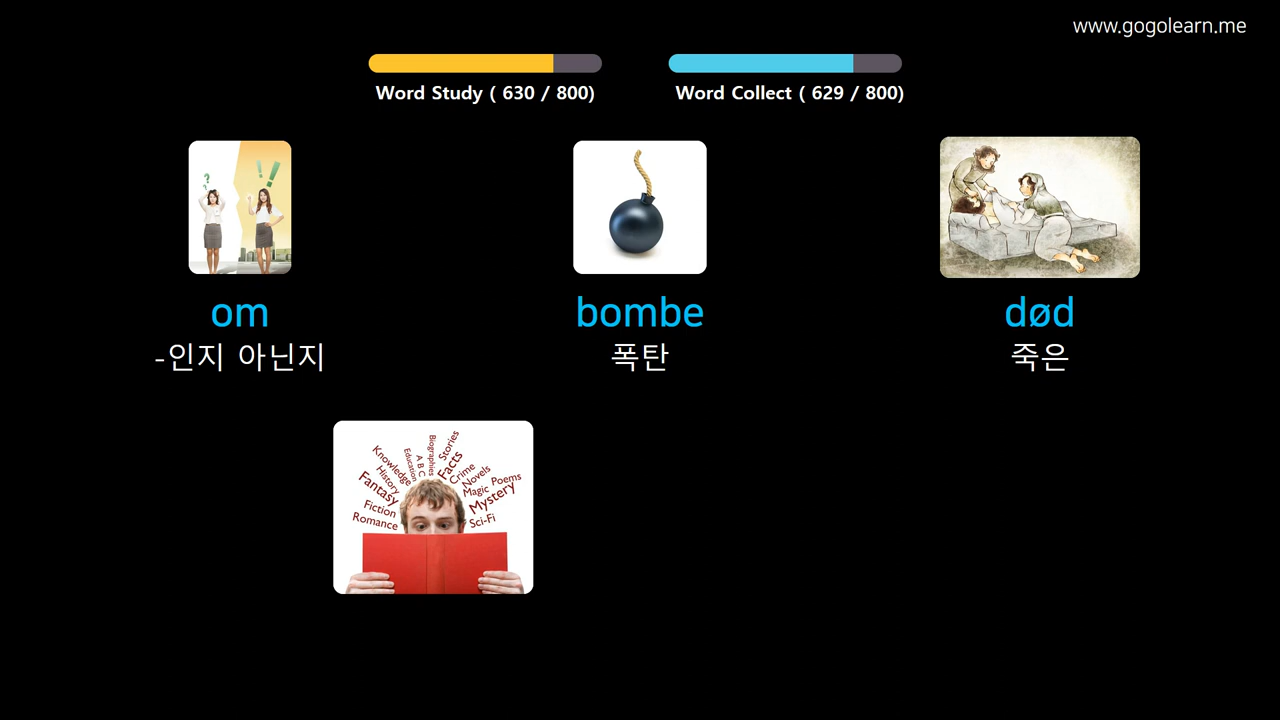 www.gogolearn.me
Word Study ( 630 / 800)
Word Collect ( 629 / 800)
om
bombe
død
-인지 아닌지
폭탄
죽은
Stories
Biographies
Facts
A B C
Education
Crime
Knowledge
Novels
History
Magic
Poems
Fantasy
Mystery
Fiction
Sci-Fi
Romance